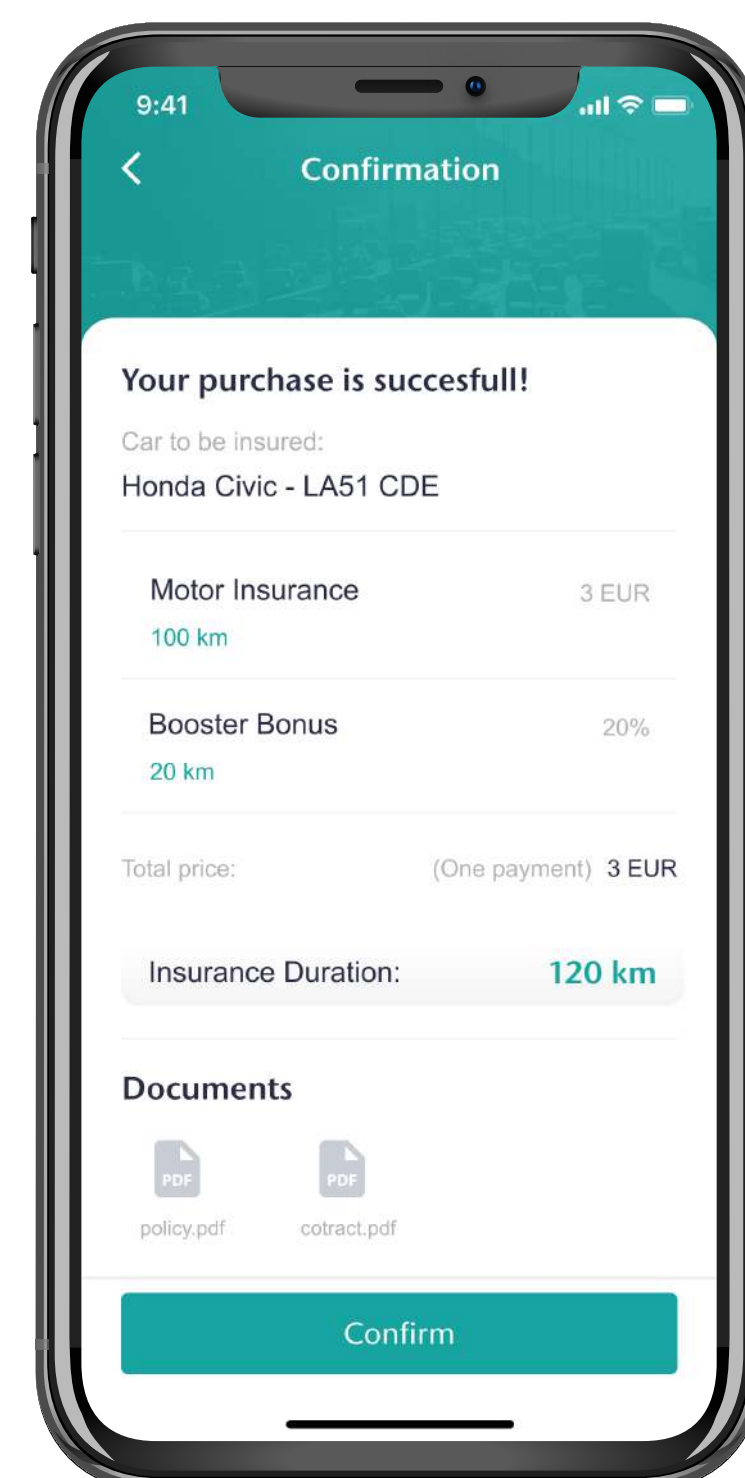 9:41
Confirmation
Your purchase is succesfull!
Car to be insured:
Honda Civic - LA51 CDE
Motor Insurance 3 EUR
100 km
Booster Bonus 20%
20 km
Total price: (One payment) 3 EUR
Insurance Duration: 120 km
Documents
PDF PDF
policy.pdf cotract.pdf
Confirm